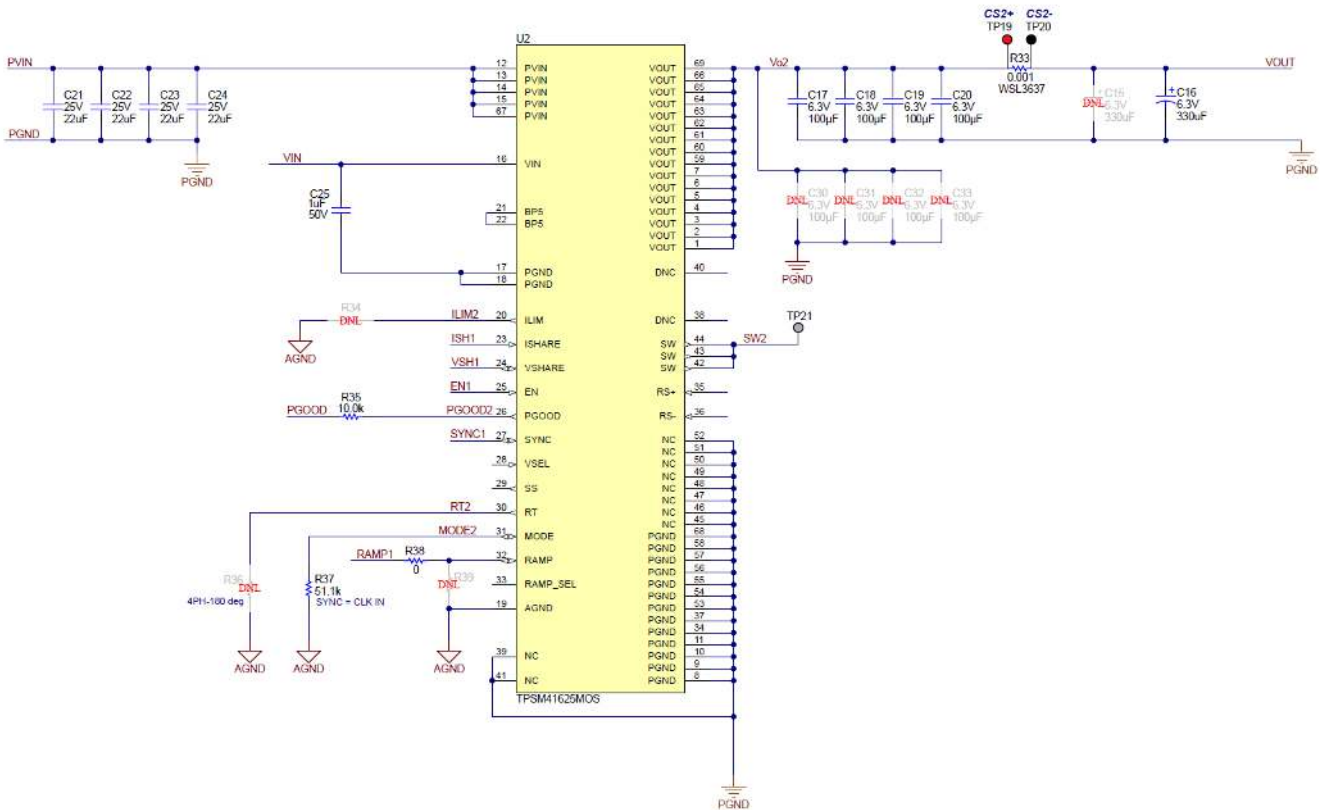 CS2+ CS2-
TP19 TP20
U2
PVIN
12 PVIN
13 PVIN
14 PVIN
15 PVIN
67 PVIN
C21
25V
22uF
C22
25V
22uF
C23
25V
22uF
C24
25V
22uF
PGND
PGND
VIN
16 VIN
C25
1uF
50V
21 BP5
22 BP5
17 PGND
18 PGND
R34
DNL
ILIM2 20 ILIM
AGND
ISH1 23 ISHARE
VSH1 24 VSHARE
EN1 25 EN
R35
10.0k
PGOOD PGOOD2 26 PGOOD
SYNC1 27 SYNC
28 VSEL
29 SS
RT2 30 RT
MODE2 31 MODE
RAMP1 R38 32 RAMP
0
R36
DNL
4PH-180 deg
R37
51.1k
SYNC = CLK IN
R39
DNL
33 RAMP_SEL
19 AGND
AGND AGND AGND
39 NC
41 NC
TPSM41625MOS
VOUT 69
VOUT 66
VOUT 65
VOUT 64
VOUT 63
VOUT 62
VOUT 61
VOUT 60
VOUT 59
VOUT 7
VOUT 6
VOUT 5
VOUT 4
VOUT 3
VOUT 2
VOUT 1
Vo2
R33
0.001
WSL3637
VOUT
C17
6.3V
100µF
C18
6.3V
100µF
C19
6.3V
100µF
C20
6.3V
100µF
C15
DNL 6.3V
330uF
C16
6.3V
330uF
PGND
C30
DNL 6.3V
100µF
C31
DNL 6.3V
100µF
C32
DNL 6.3V
100µF
C33
DNL 6.3V
100µF
PGND
DNC 40
DNC 38
TP21
SW 44 SW2
SW 43
SW 42
RS+ 35
RS- 36
NC 52
NC 51
NC 50
NC 49
NC 48
NC 47
NC 46
NC 45
PGND 68
PGND 58
PGND 57
PGND 56
PGND 55
PGND 54
PGND 53
PGND 37
PGND 34
PGND 11
PGND 10
PGND 9
PGND 8
PGND